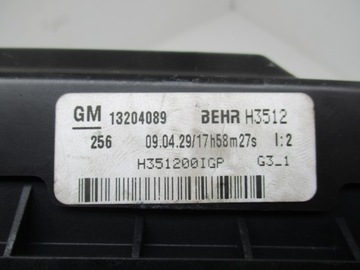 GM 13204089 BEHR H3512
256 09.04.29/17h58m27s I:2
H351200IGP G3_1